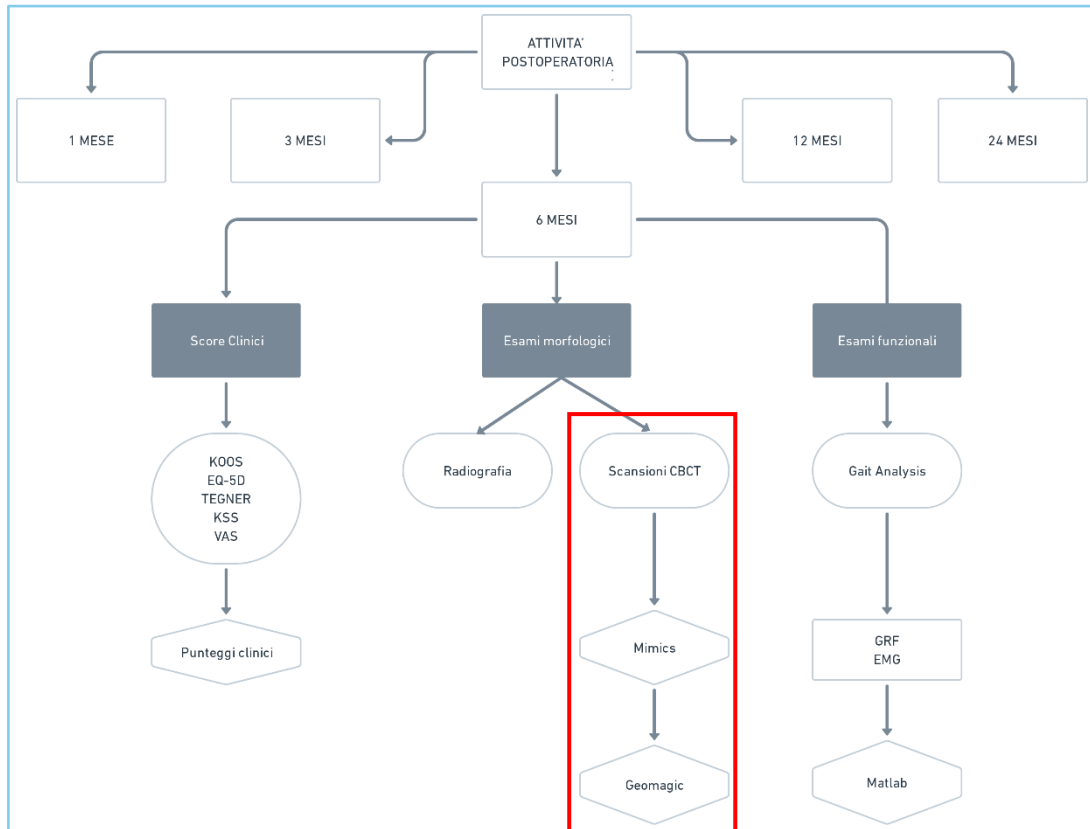 ATTIVITA'
POSTOPERATORIA
:
1 MESE
3 MESI
12 MESI
24 MESI
6 MESI
Score Clinici
Esami morfologici
Esami funzionali
KOOS
EQ-5D
TEGNER
KSS
VAS
Radiografia
Scansioni CBCT
Gait Analysis
Punteggi clinici
Mimics
GRF
EMG
Geomagic
Matlab